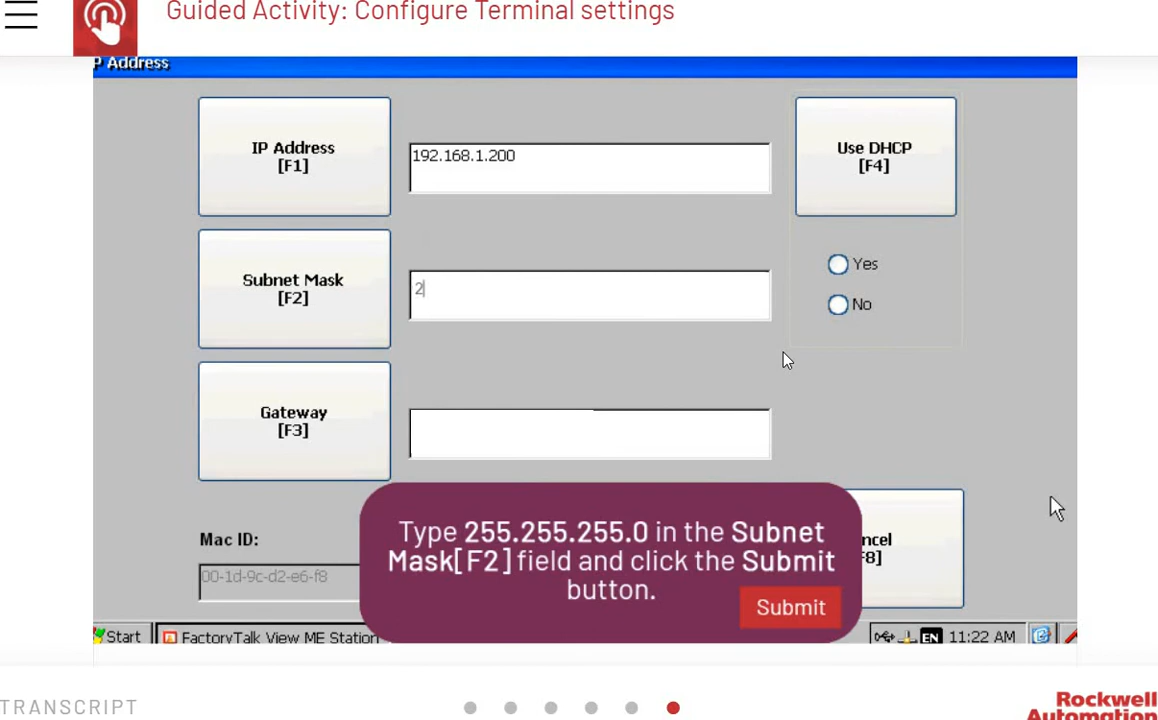 Guided Activity: Configure Terminal settings
P Address
IP Address
[F1]
192.168.1.200
Use DHCP
[F4]
Subnet Mask
[F2]
2
Yes
No
Gateway
[F3]
Mac ID:
00-1d-9c-d2-e6-f8
ncel
F8]
Type 255.255.255.0 in the Subnet
Mask[F2] field and click the Submit
button.
Submit
Start
FactoryTalk View ME Station
EN
11:22 AM
TRANSCRIPT
Rockwell
Automation